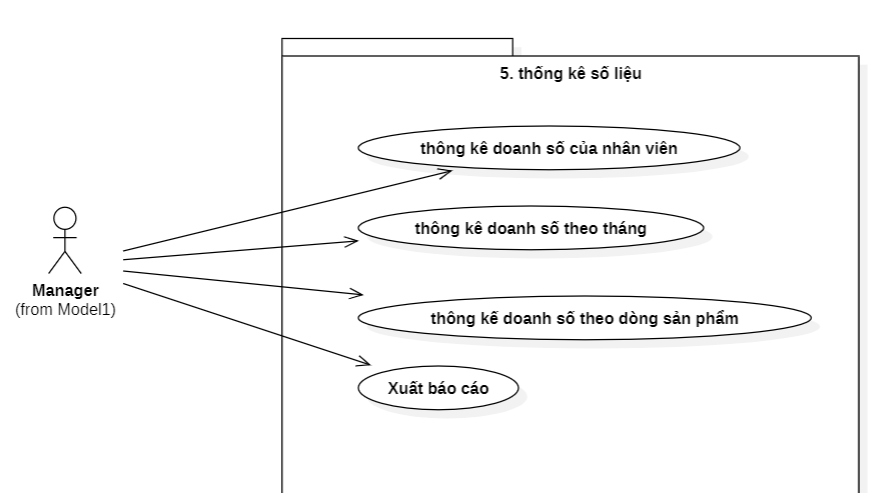 5. thống kê số liệu
thông kê doanh số của nhân viên
thông kê doanh số theo tháng
thông kế doanh số theo dòng sản phẩm
Xuất báo cáo
Manager
(from Model1)